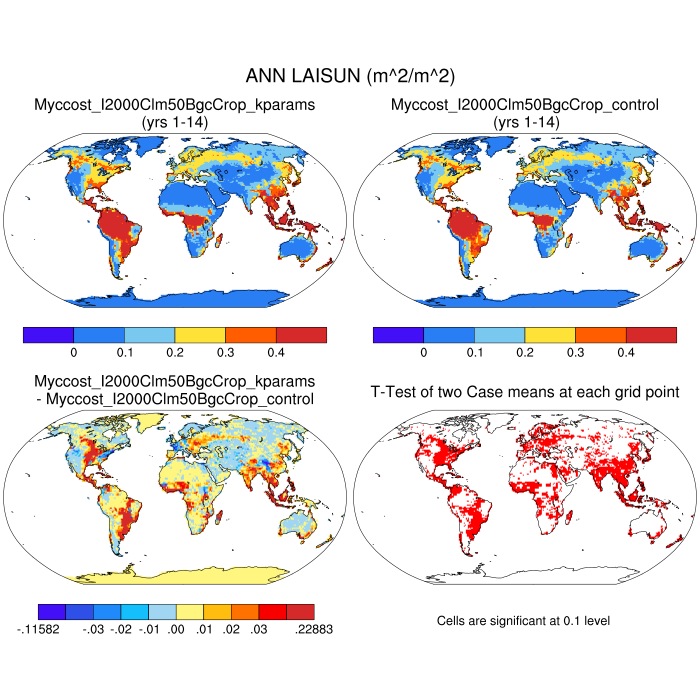 ANN LAISUN (m^2/m^2)
Myccost_I2000Clm50BgcCrop_kparams
(yrs 1-14)
Myccost_I2000Clm50BgcCrop_control
(yrs 1-14)
0 0.1 0.2 0.3 0.4
0 0.1 0.2 0.3 0.4
Myccost_I2000Clm50BgcCrop_kparams
- Myccost_I2000Clm50BgcCrop_control
T-Test of two Case means at each grid point
-.11582 -.03 -.02 -.01 .00 .01 .02 .03 .22883
Cells are significant at 0.1 level